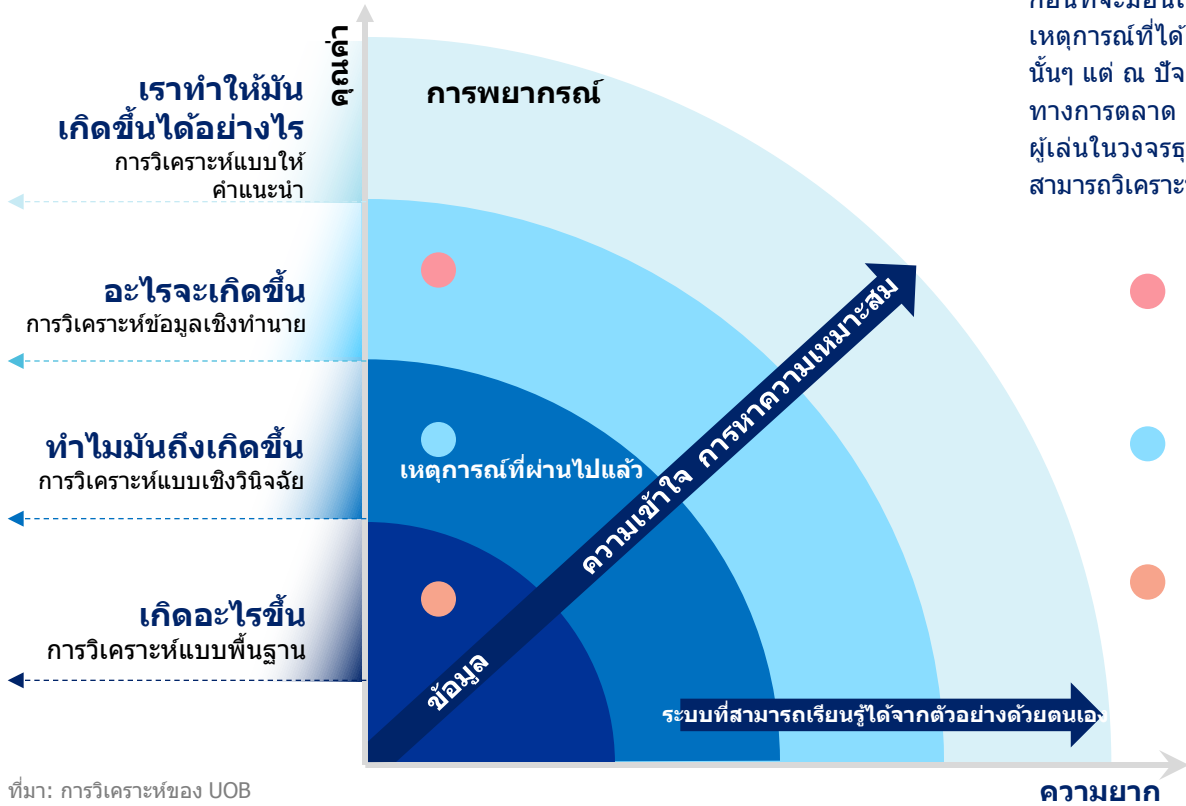 คุณค่า
เราทำให้มัน
เกิดขึ้นได้อย่างไร
การวิเคราะห์แบบให้
คำแนะนำ
อะไรจะเกิดขึ้น
การวิเคราะห์ข้อมูลเชิงทำนาย
ทำไมมันถึงเกิดขึ้น
การวิเคราะห์แบบเชิงวินิจฉัย
เกิดอะไรขึ้น
การวิเคราะห์แบบพื้นฐาน
การพยากรณ์
เหตุการณ์ที่ผ่านไปแล้ว
ข้อมูล ความเข้าใจ การหาความเหมาะสม
ระบบที่สามารถเรียนรู้ได้จากตัวอย่างด้วยตนเอง
ความยาก
เหตุการณ์ที่ได้
นั้นๆ แต่ ณ
ทางการตลาด
ผู้เล่นในวงจร
ที่มา: การวิเคราะห์ของ UOB